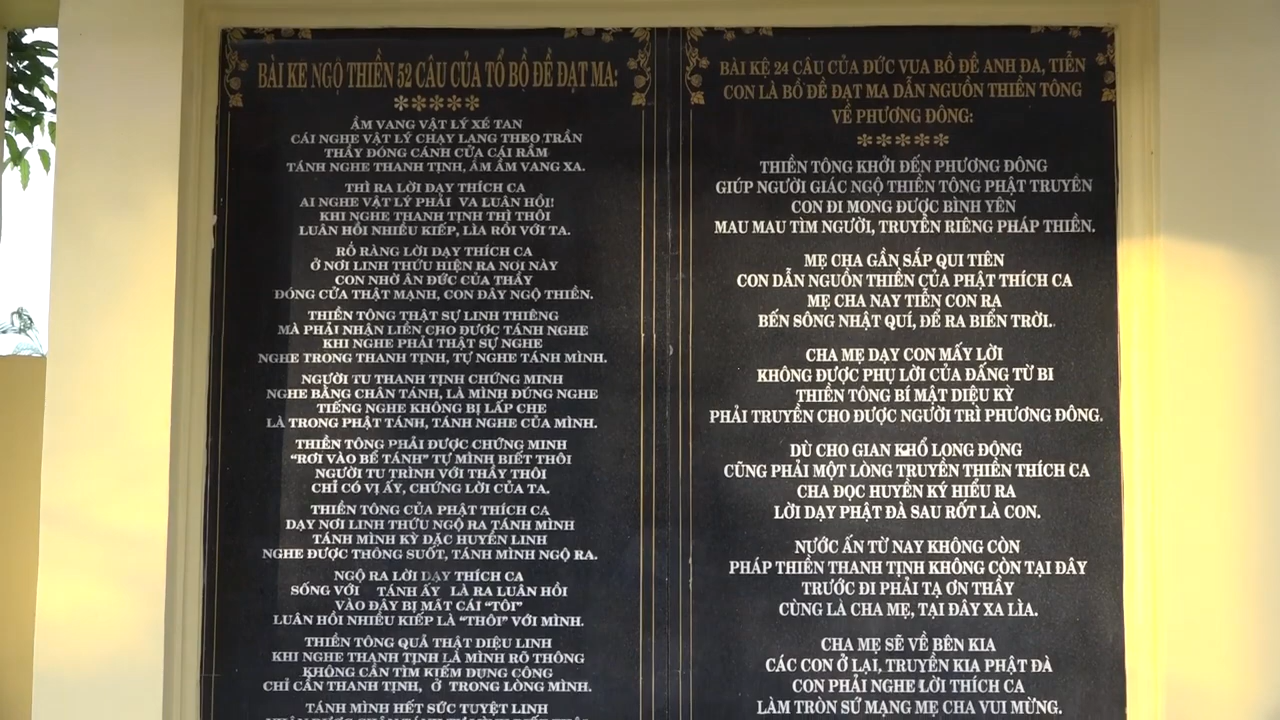 BÀI KỆ NGỘ THIỀN 52 CÂU CỦA TỔ BỒ ĐỀ ĐẠT MA:
*****
ẦM VANG VẬT LÝ XÉ TAN
CÁI NGHE VẬT LÝ CHẠY LANG THEO TRẦN
THẦY ĐÓNG CÁNH CỬA CÁI RẦM
TÁNH NGHE THANH TỊNH, ẦM ẦM VANG XA.
THÌ RA LỜI DẠY THÍCH CA
AI NGHE VẬT LÝ PHẢI VA LUÂN HỒI!
KHI NGHE THANH TỊNH THÌ THÔI
LUÂN HỒI NHIỀU KIẾP, LÌA RỒI VỚI TA.
RỎ RÀNG LỜI DẠY THÍCH CA
Ở NƠI LINH THỨU HIỆN RA NƠI NÀY
CON NHỜ ÂN ĐỨC CỦA THẦY
ĐÓNG CỬA THẬT MẠNH, CON ĐÂY NGỘ THIỀN.
THIỀN TÔNG THẬT SỰ LINH THIÊNG
MÀ PHẢI NHẬN LIỀN CHO ĐƯỢC TÁNH NGHE
KHI NGHE PHẢI THẬT SỰ NGHE
NGHE TRONG THANH TỊNH, TỰ NGHE TÁNH MÌNH.
NGƯỜI TU THANH TỊNH CHỨNG MINH
NGHE BẰNG CHÂN TÁNH, LÀ MÌNH ĐÚNG NGHE
TIẾNG NGHE KHÔNG BỊ LẤP CHE
LÀ TRONG PHẬT TÁNH, TÁNH NGHE CỦA MÌNH.
THIỀN TÔNG PHẢI ĐƯỢC CHỨNG MINH
“RƠI VÀO BỂ TÁNH” TỰ MÌNH BIẾT THÔI
NGƯỜI TU TRÌNH VỚI THẦY THÔI
CHỈ CÓ VỊ ẤY, CHỨNG LỜI CỦA TA.
THIỀN TÔNG CỦA PHẬT THÍCH CA
DẠY NƠI LINH THỨU NGỘ RA TÁNH MÌNH
TÁNH MÌNH KỲ ĐẶC HUYỀN LINH
NGHE ĐƯỢC THÔNG SUỐT, TÁNH MÌNH NGỘ RA.
NGỘ RA LỜI DẠY THÍCH CA
SỐNG VỚI TÁNH ẤY LÀ RA LUÂN HỒI
VÀO ĐÂY BỊ MẤT CÁI “TÔI”
LUÂN HỒI NHIỀU KIẾP LÀ “THÔI” VỚI MÌNH.
THIỀN TÔNG QUẢ THẬT DIỆU LINH
KHI NGHE THANH TỊNH LÀ MÌNH RÕ THÔNG
KHÔNG CẦN TÌM KIẾM DỤNG CÔNG
CHỈ CẦN THANH TỊNH, Ở TRONG LÒNG MÌNH.
TÁNH MÌNH HẾT SỨC TUYỆT LINH
BÀI KỆ 24 CÂU CỦA ĐỨC VUA BỒ ĐỀ ANH ĐA, TIỄN
CON LÀ BỒ ĐỀ ĐẠT MA DẪN NGUỒN THIỀN TÔNG
VỀ PHƯƠNG ĐÔNG:
*****
THIỀN TÔNG KHỞI ĐẾN PHƯƠNG ĐÔNG
GIÚP NGƯỜI GIÁC NGỘ THIỀN TÔNG PHẬT TRUYỀN
CON ĐI MONG ĐƯỢC BÌNH YÊN
MAU MAU TÌM NGƯỜI, TRUYỀN RIÊNG PHÁP THIỀN.
MẸ CHA GẦN SẮP QUI TIÊN
CON DẪN NGUỒN THIỀN CỦA PHẬT THÍCH CA
MẸ CHA NAY TIỄN CON RA
BẾN SÔNG NHẬT QUÍ, ĐỂ RA BIỂN TRỜI.
CHA MẸ DẠY CON MẤY LỜI
KHÔNG ĐƯỢC PHỤ LỜI CỦA ĐẤNG TỪ BI
THIỀN TÔNG BÍ MẬT DIỆU KỲ
PHẢI TRUYỀN CHO ĐƯỢC NGƯỜI TRÌ PHƯƠNG ĐÔNG.
DÙ CHO GIAN KHỔ LONG ĐỘNG
CŨNG PHẢI MỘT LÒNG TRUYỀN THIỀN THÍCH CA
CHA ĐỌC HUYỀN KÝ HIỂU RA
LỜI DẠY PHẬT ĐÀ SAU RỐT LÀ CON.
NƯỚC ẤN TỪ NAY KHÔNG CÒN
PHÁP THIỀN THANH TỊNH KHÔNG CÒN TẠI ĐÂY
TRƯỚC ĐI PHẢI TẠ ƠN THẦY
CÙNG LÀ CHA MẸ, TẠI ĐÂY XA LÌA.
CHA MẸ SẼ VỀ BÊN KIA
CÁC CON Ở LẠI, TRUYỀN KIA PHẬT ĐÀ
CON PHẢI NGHE LỜI THÍCH CA
LÀM TRÒN SỨ MẠNG MẸ CHA VUI MỪNG.